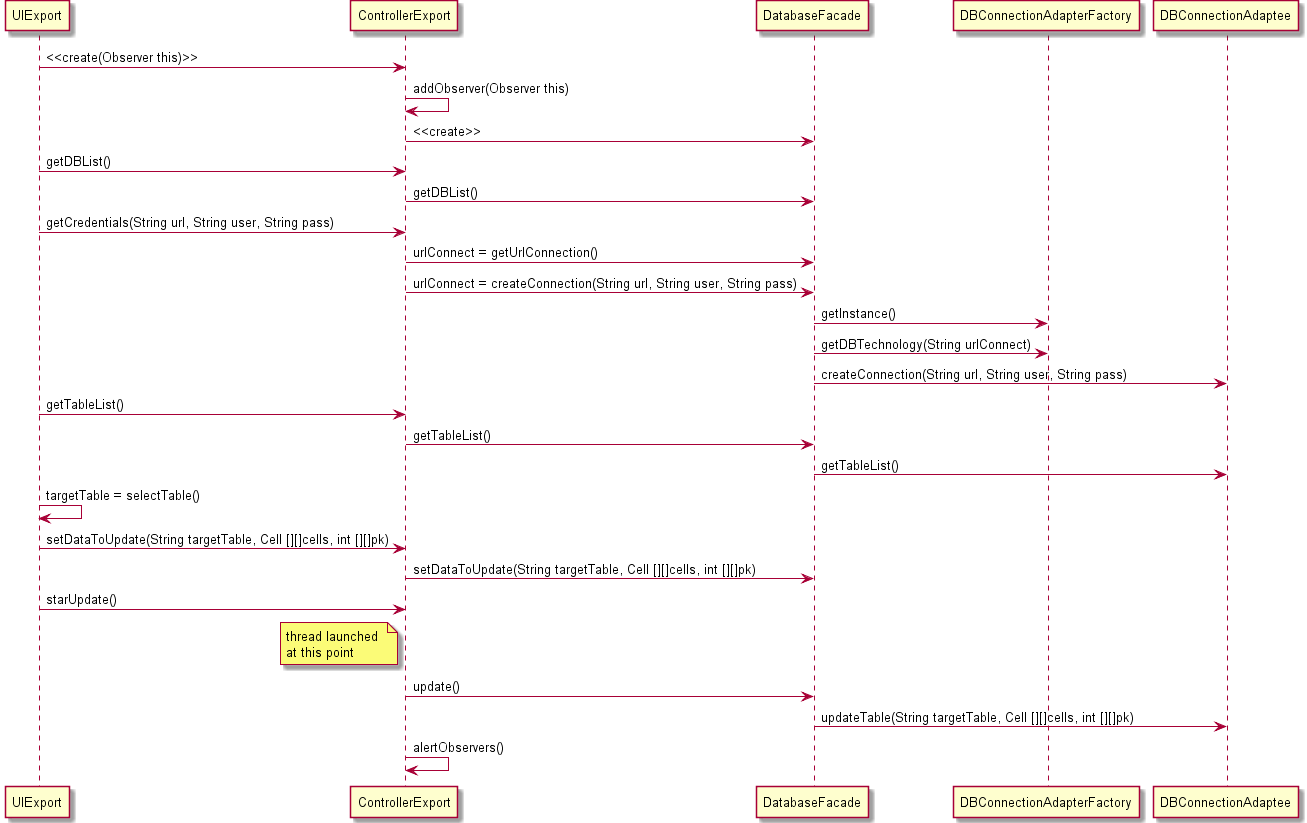 UIExport
ControllerExport
DatabaseFacade
DBConnectionAdapterFactory
DBConnectionAdaptee
<<create(Observer this)>>
addObserver(Observer this)
<<create>>
getDBList()
getDBList()
getCredentials(String url, String user, String pass)
urlConnect = getUrlConnection()
urlConnect = createConnection(String url, String user, String pass)
getInstance()
getDBTechnology(String urlConnect)
createConnection(String url, String user, String pass)
getTableList()
getTableList()
getTableList()
targetTable = selectTable()
setDataToUpdate(String targetTable, Cell [][]cells, int [][]pk)
setDataToUpdate(String targetTable, Cell [][]cells, int [][]pk)
starUpdate()
thread launched
at this point
update()
updateTable(String targetTable, Cell [][]cells, int [][]pk)
alertObservers()
UIExport
ControllerExport
DatabaseFacade
DBConnectionAdapterFactory
DBConnectionAdaptee